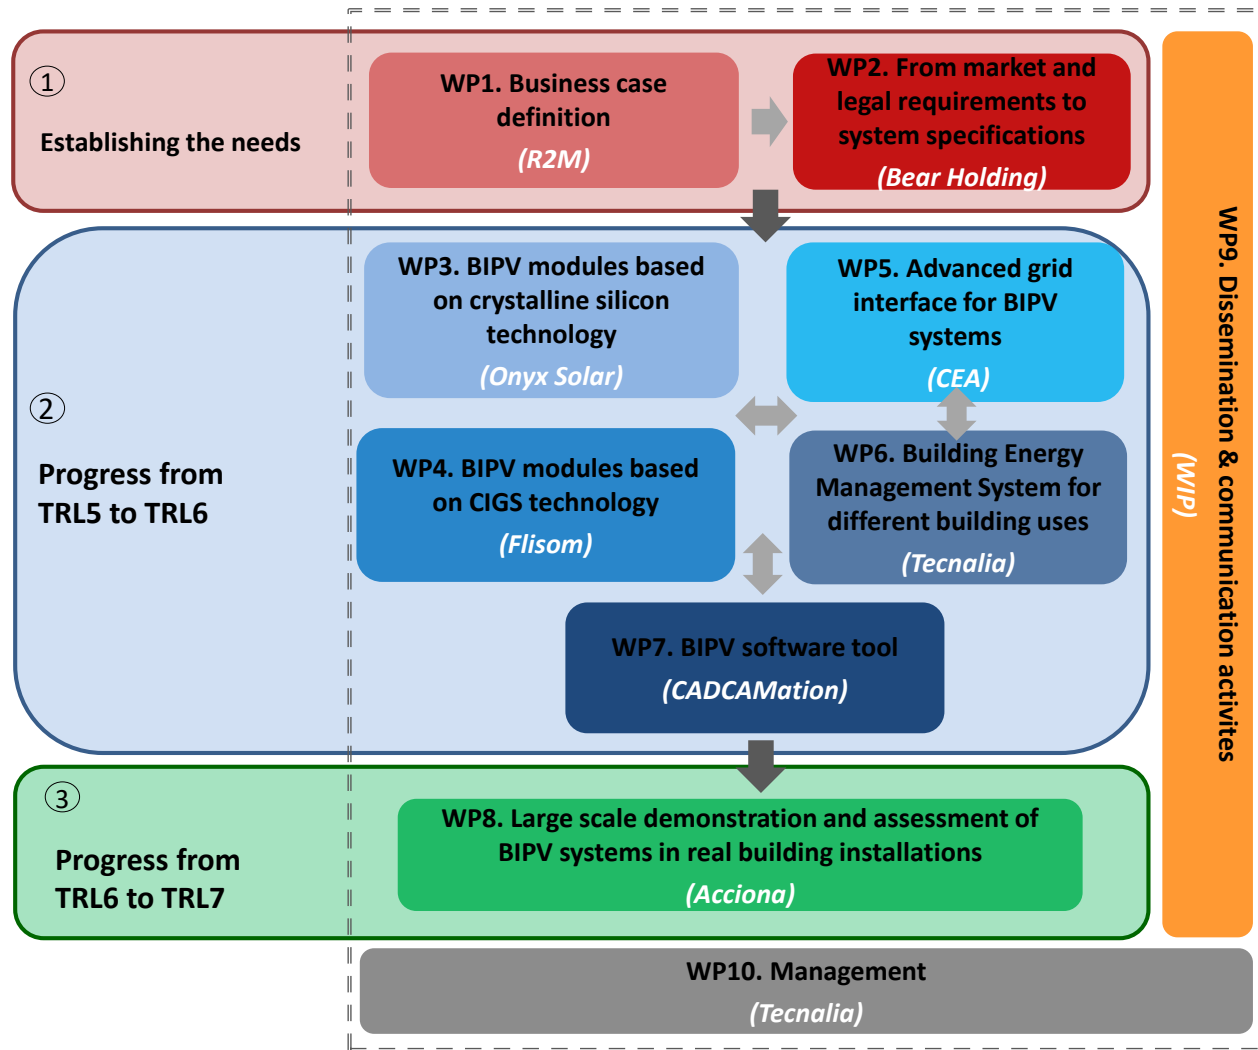 ①
Establishing the needs
WP1. Business case
definition
(R2M)
WP2. From market and
legal requirements to
system specifications
(Bear Holding)
②
Progress from
TRL5 to TRL6
WP3. BIPV modules based
on crystalline silicon
technology
(Onyx Solar)
WP5. Advanced grid
interface for BIPV
systems
(CEA)
WP4. BIPV modules based
on CIGS technology
(Flisom)
WP6. Building Energy
Management System for
different building uses
(Tecnalia)
WP7. BIPV software tool
(CADCAMation)
③
Progress from
TRL6 to TRL7
WP8. Large scale demonstration and assessment of
BIPV systems in real building installations
(Acciona)
WP9. Dissemination & communication activites
(WIP)
WP10. Management
(Tecnalia)